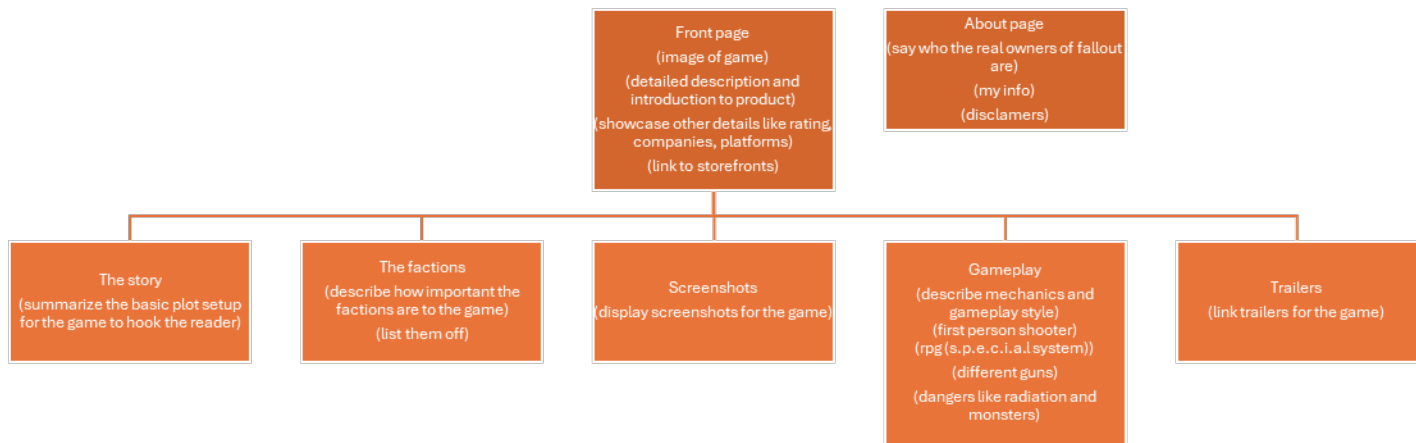 Front page
(image of game)
(detailed description and
introduction to product)
(showcase other details like rating,
companies, platforms)
(link to storefronts)
About page
(say who the real owners of fallout
are)
(my info)
(disclamers)
The story
(summarize the basic plot setup
for the game to hook the reader)
The factions
(describe how important the
factions are to the game)
(list them off)
Screenshots
(display screenshots for the game)
Gameplay
(describe mechanics and
gameplay style)
(first person shooter)
(rpg (s.p.e.c.i.a.l system))
(different guns)
(dangers like radiation and
monsters)
Trailers
(link trailers for the game)